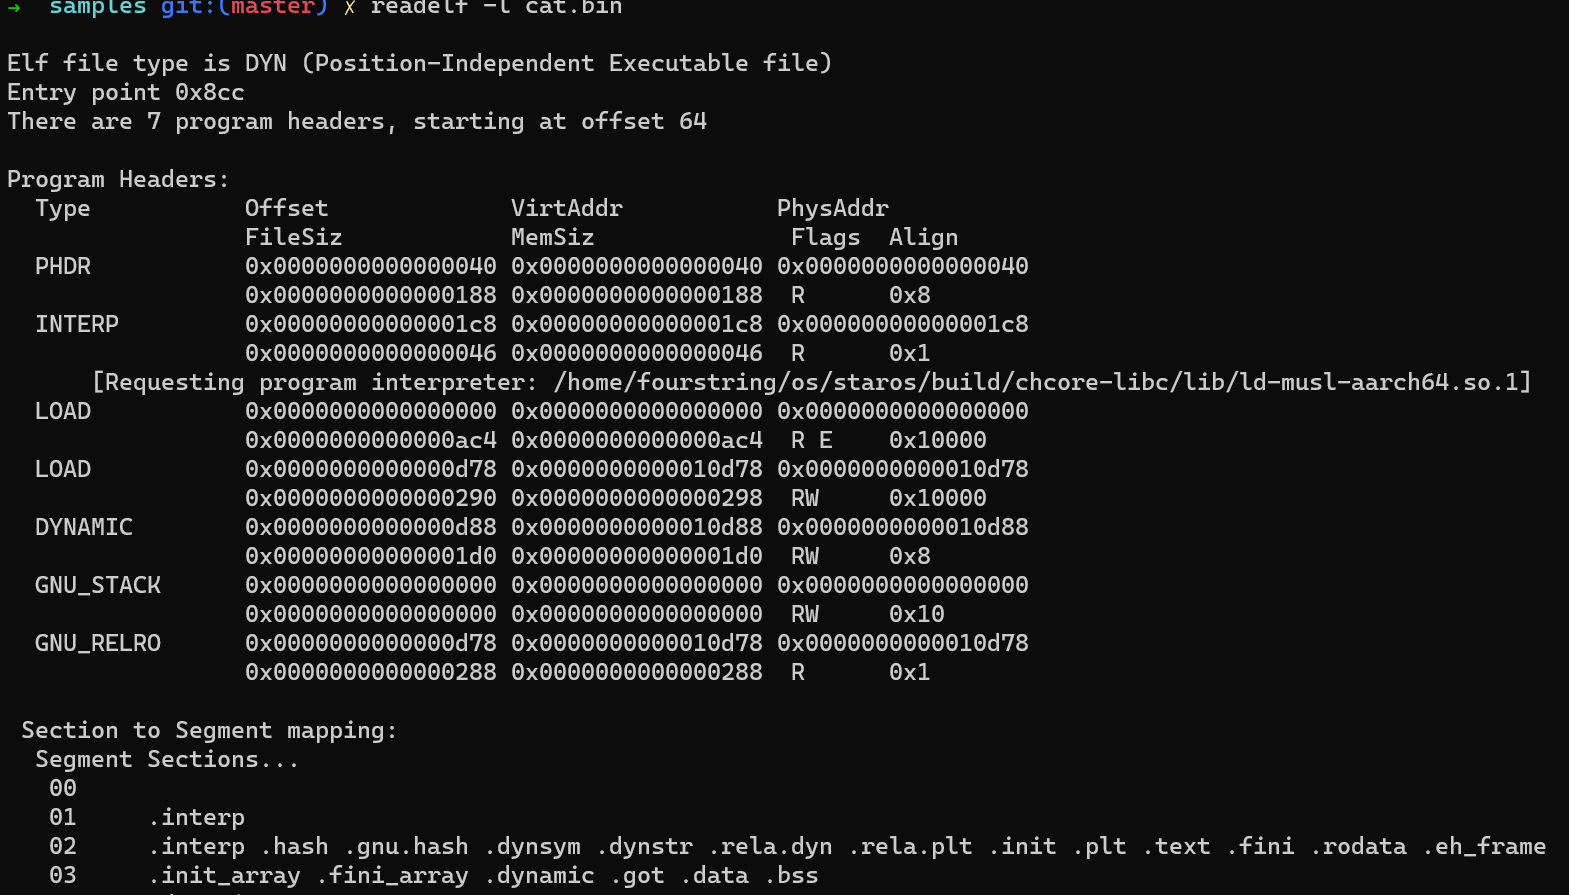 → samples git:(master) ✗ readelf -l cat.bin
Elf file type is DYN (Position-Independent Executable file)
Entry point 0x8cc
There are 7 program headers, starting at offset 64
Program Headers:
  Type           Offset             VirtAddr           PhysAddr
                 FileSiz            MemSiz              Flags  Align
  PHDR           0x0000000000000040 0x0000000000000040 0x0000000000000040
                 0x0000000000000188 0x0000000000000188  R      0x8
  INTERP         0x00000000000001c8 0x00000000000001c8 0x00000000000001c8
                 0x0000000000000046 0x0000000000000046  R      0x1
      [Requesting program interpreter: /home/fourstring/os/staros/build/chcore-libc/lib/ld-musl-aarch64.so.1]
  LOAD           0x0000000000000000 0x0000000000000000 0x0000000000000000
                 0x0000000000000ac4 0x0000000000000ac4  R E    0x10000
  LOAD           0x0000000000000d78 0x0000000000010d78 0x0000000000010d78
                 0x0000000000000290 0x0000000000000298  RW     0x10000
  DYNAMIC        0x0000000000000d88 0x0000000000010d88 0x0000000000010d88
                 0x00000000000001d0 0x00000000000001d0  RW     0x8
  GNU_STACK      0x0000000000000000 0x0000000000000000 0x0000000000000000
                 0x0000000000000000 0x0000000000000000  RW     0x10
  GNU_RELRO      0x0000000000000d78 0x0000000000010d78 0x0000000000010d78
                 0x0000000000000288 0x0000000000000288  R      0x1
 Section to Segment mapping:
  Segment Sections...
   00
   01     .interp
   02     .interp .hash .gnu.hash .dynsym .dynstr .rela.dyn .rela.plt .init .plt .text .fini .rodata .eh_frame
   03     .init_array .fini_array .dynamic .got .data .bss